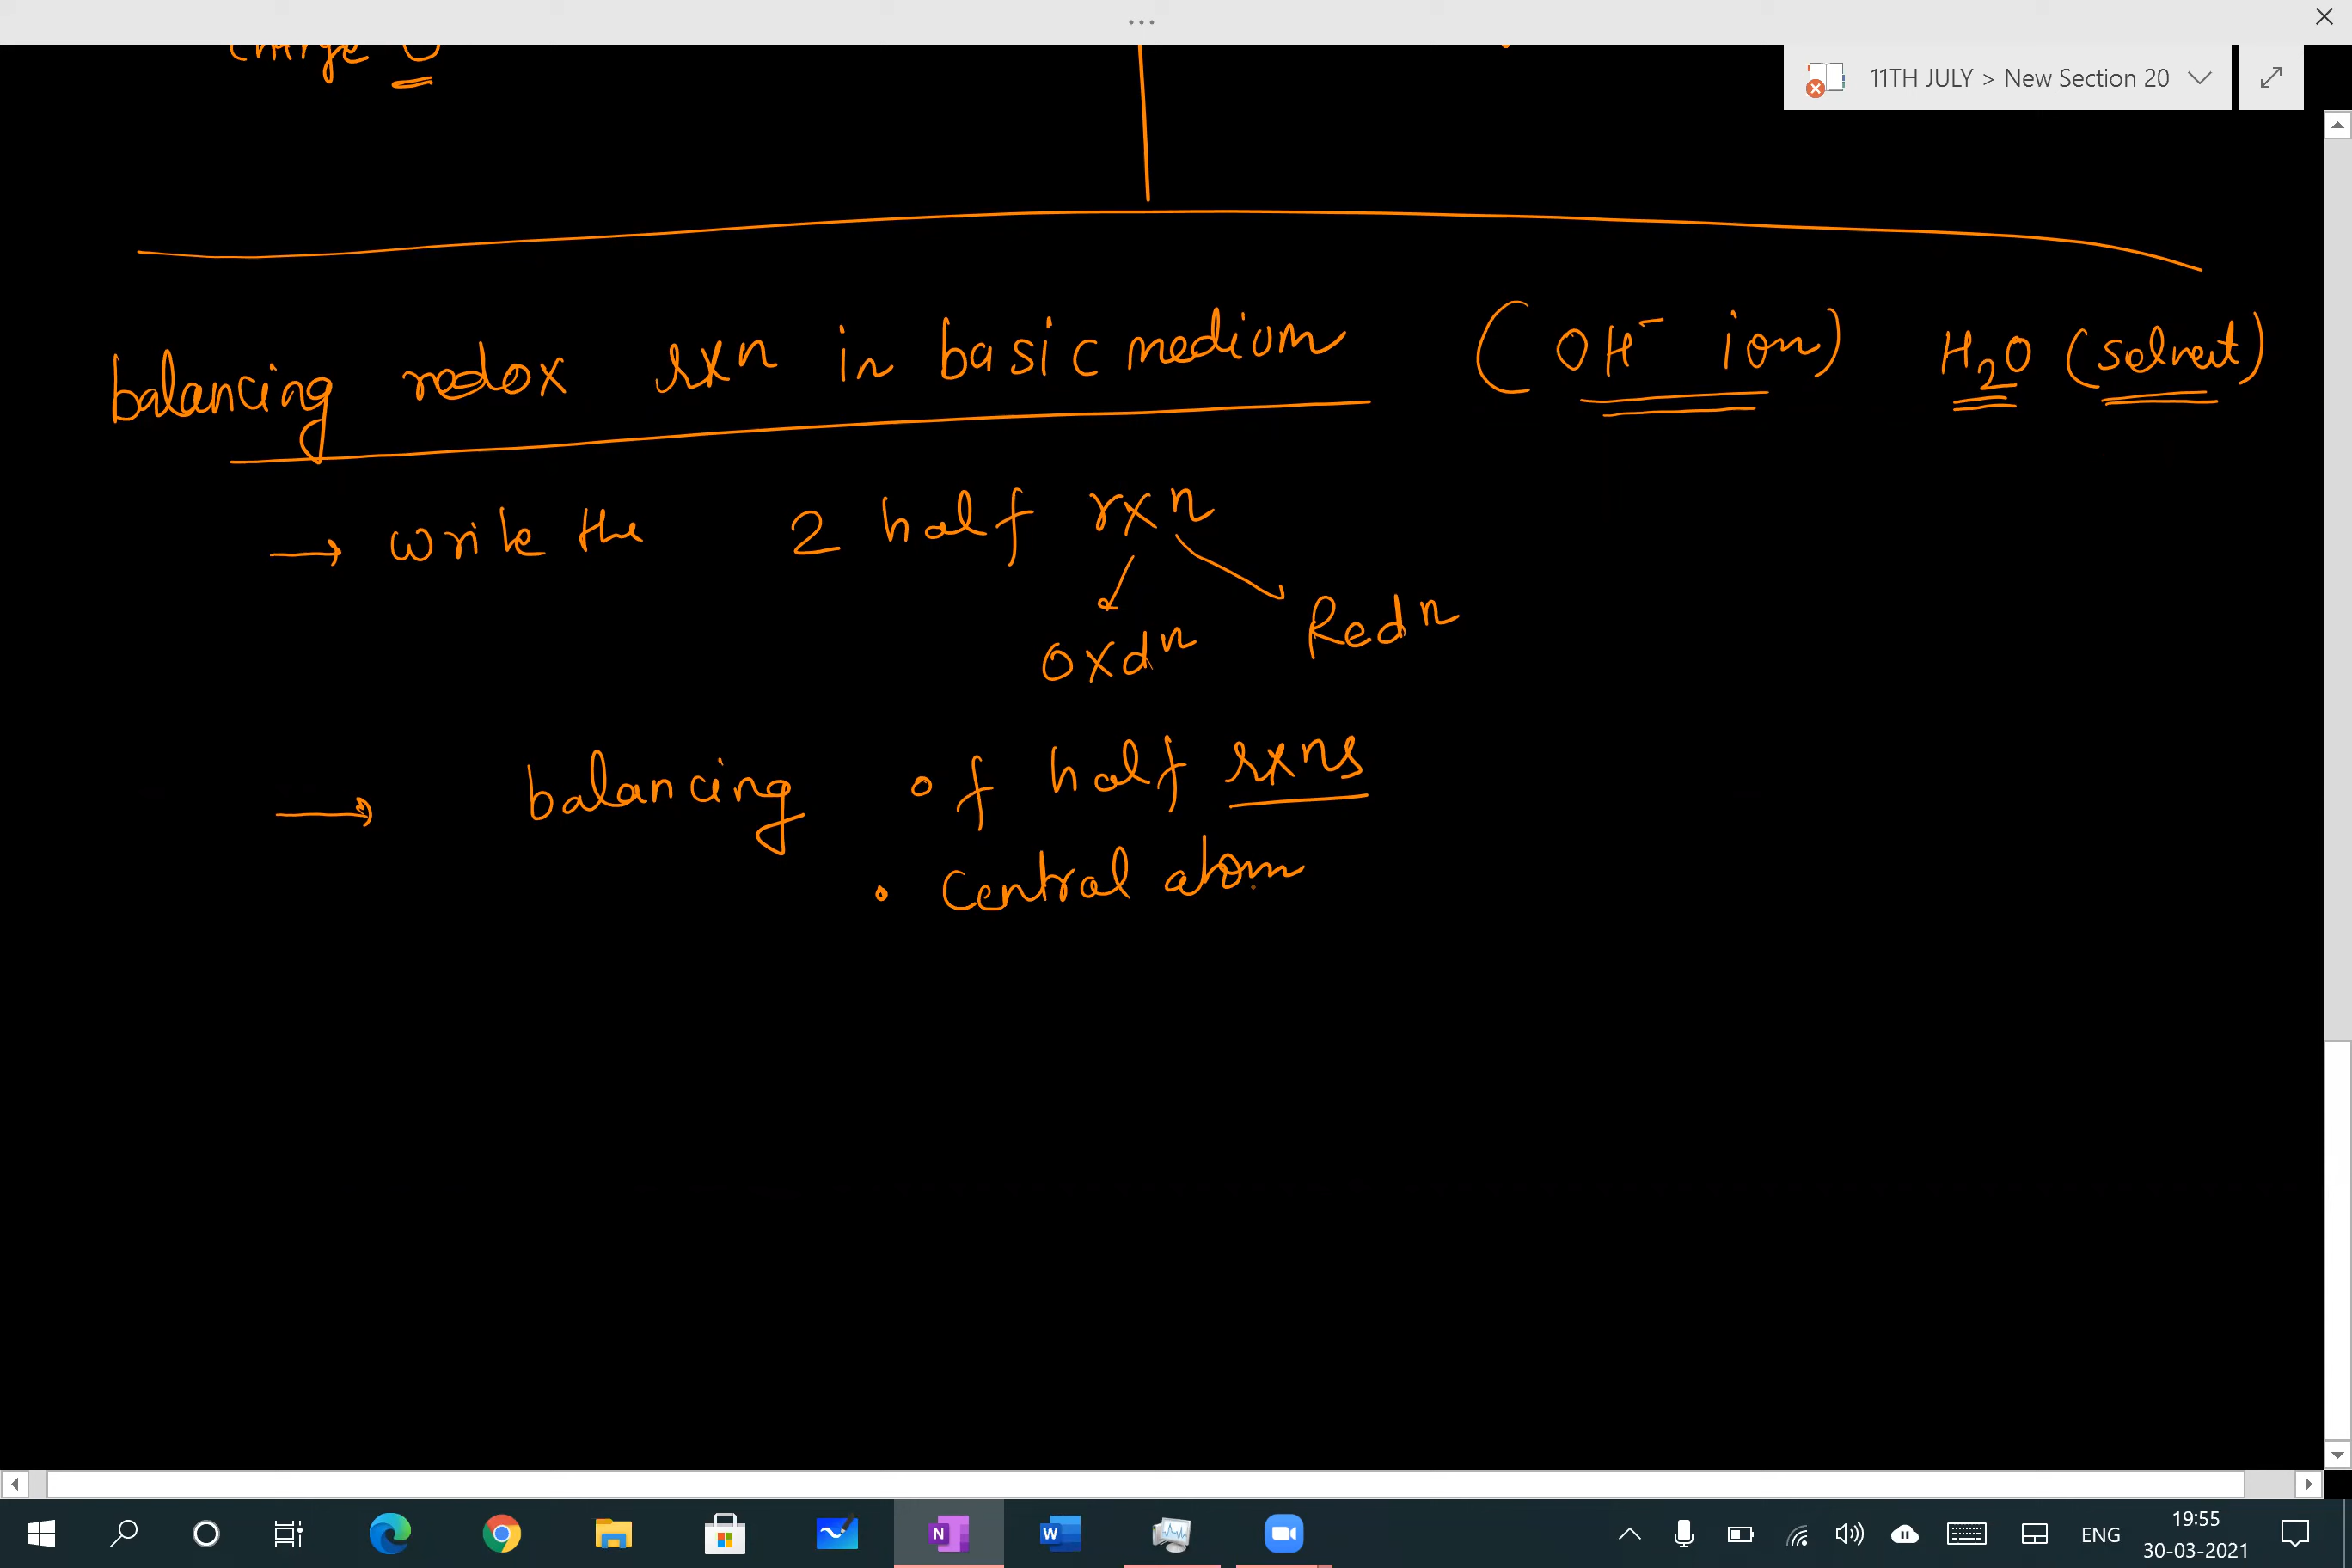 charge
11TH JULY > New Section 20
balancing redox rxn in basic medium (OH⁻ ion) H₂O (solvent)
→ write the 2 half rxn
oxdⁿ Redⁿ
→ balancing of half rxns
• Central atom
ENG
19:55
30-03-2021